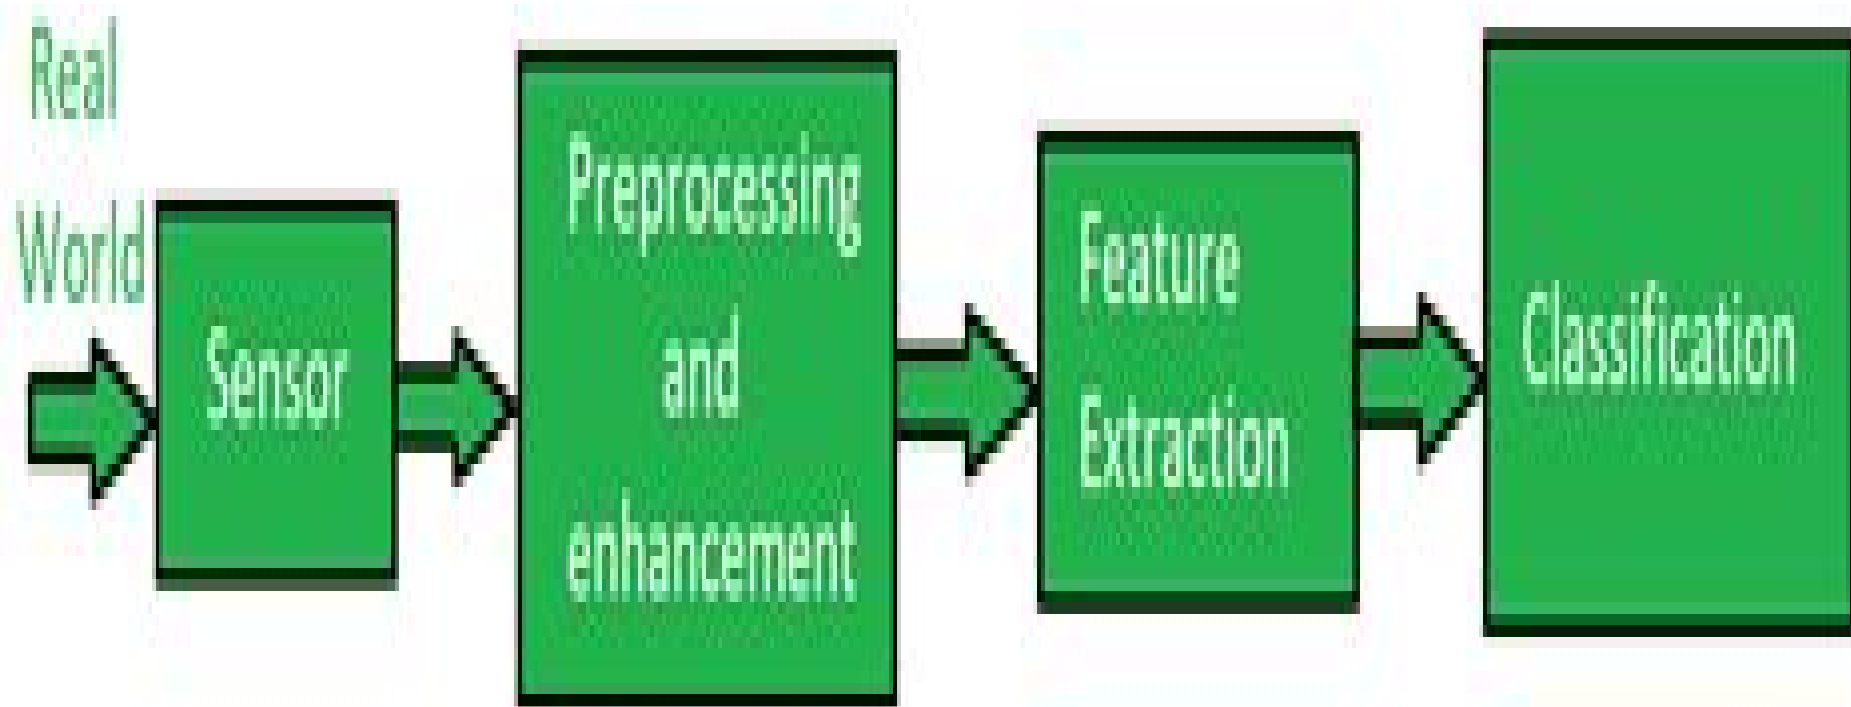 Real
World
Sensor
Preprocessing
and
enhancement
Feature
Extraction
Classification